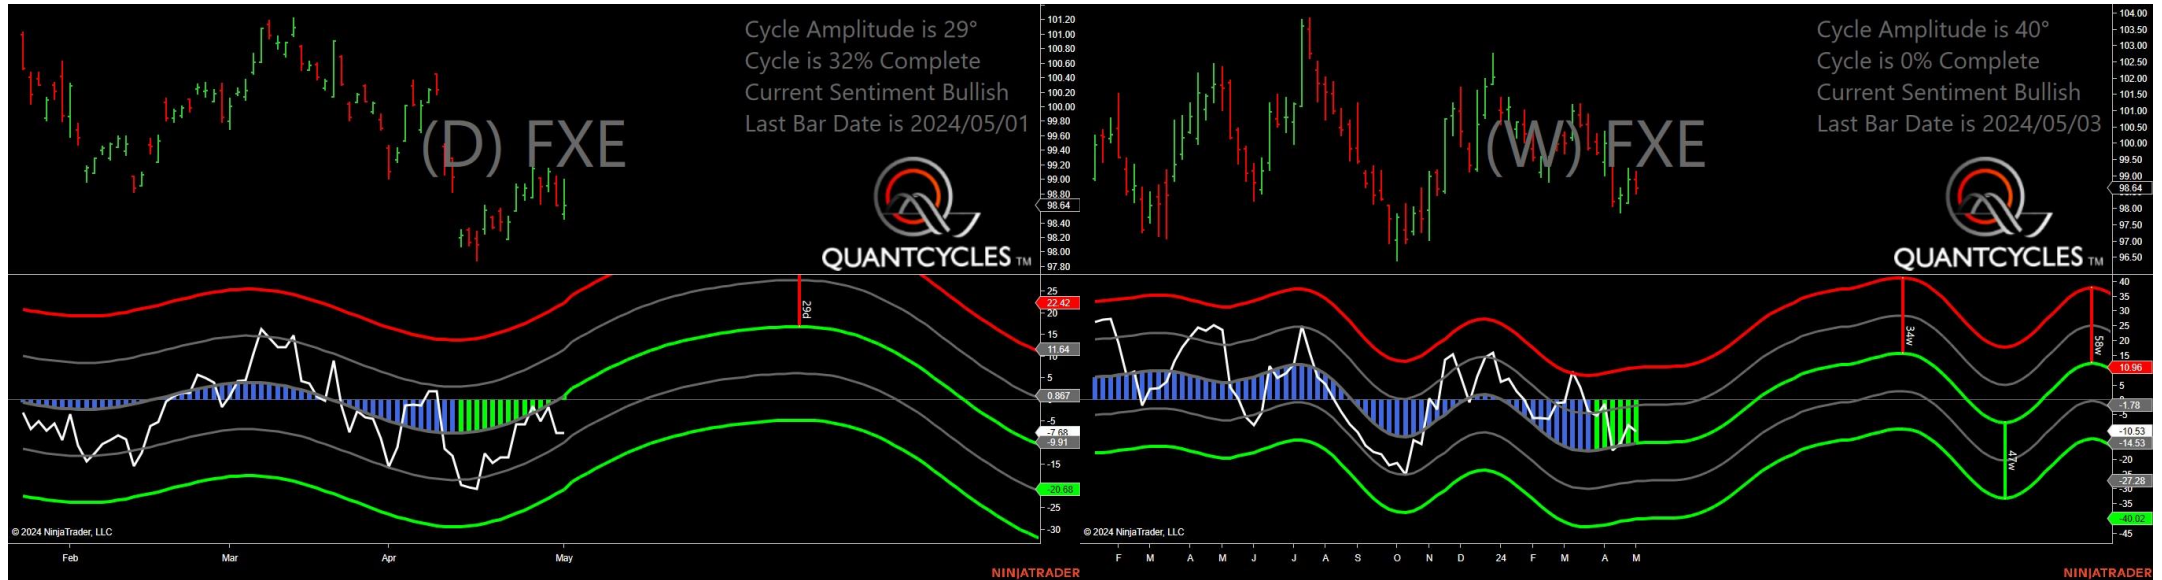 Cycle Amplitude is 29°
Cycle is 32% Complete
Current Sentiment Bullish
Last Bar Date is 2024/05/01
(D) FXE
QUANTCYCLES TM
101.20
101.00
100.80
100.60
100.40
100.20
100.00
99.80
99.60
99.40
99.20
99.00
98.80
98.64
98.40
98.20
98.00
97.80
25
22.42
20
15
11.64
10
5
0.867
-5
-7.68
-9.91
-15
-20.68
-25
-30
29d
© 2024 NinjaTrader, LLC
Feb
Mar
Apr
May
NINJATRADER
Cycle Amplitude is 40°
Cycle is 0% Complete
Current Sentiment Bullish
Last Bar Date is 2024/05/03
(W) FXE
QUANTCYCLES TM
104.00
103.50
103.00
102.50
102.00
101.50
101.00
100.50
100.00
99.50
99.00
98.64
98.00
97.50
97.00
96.50
40
35
30
25
20
15
10.96
5
-1.78
-5
-10.53
-14.53
-20
-27.28
-30
-35
-40.02
-45
34w
47w
58w
© 2024 NinjaTrader, LLC
F
M
A
M
J
J
A
S
O
N
D
24
F
M
A
M
NINJATRADER